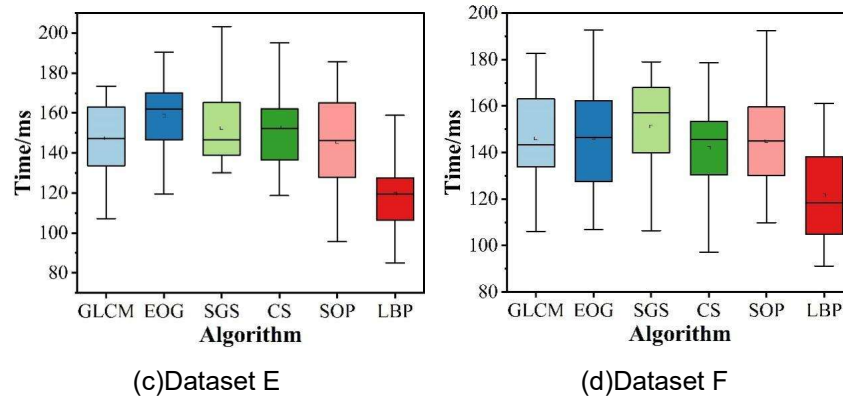 200
180
160
140
120
100
80
Time/ms
GLCM EOG SGS CS SOP LBP
Algorithm
(c)Dataset E
200
180
160
140
120
100
80
Time/ms
GLCM EOG SGS CS SOP LBP
Algorithm
(d)Dataset F